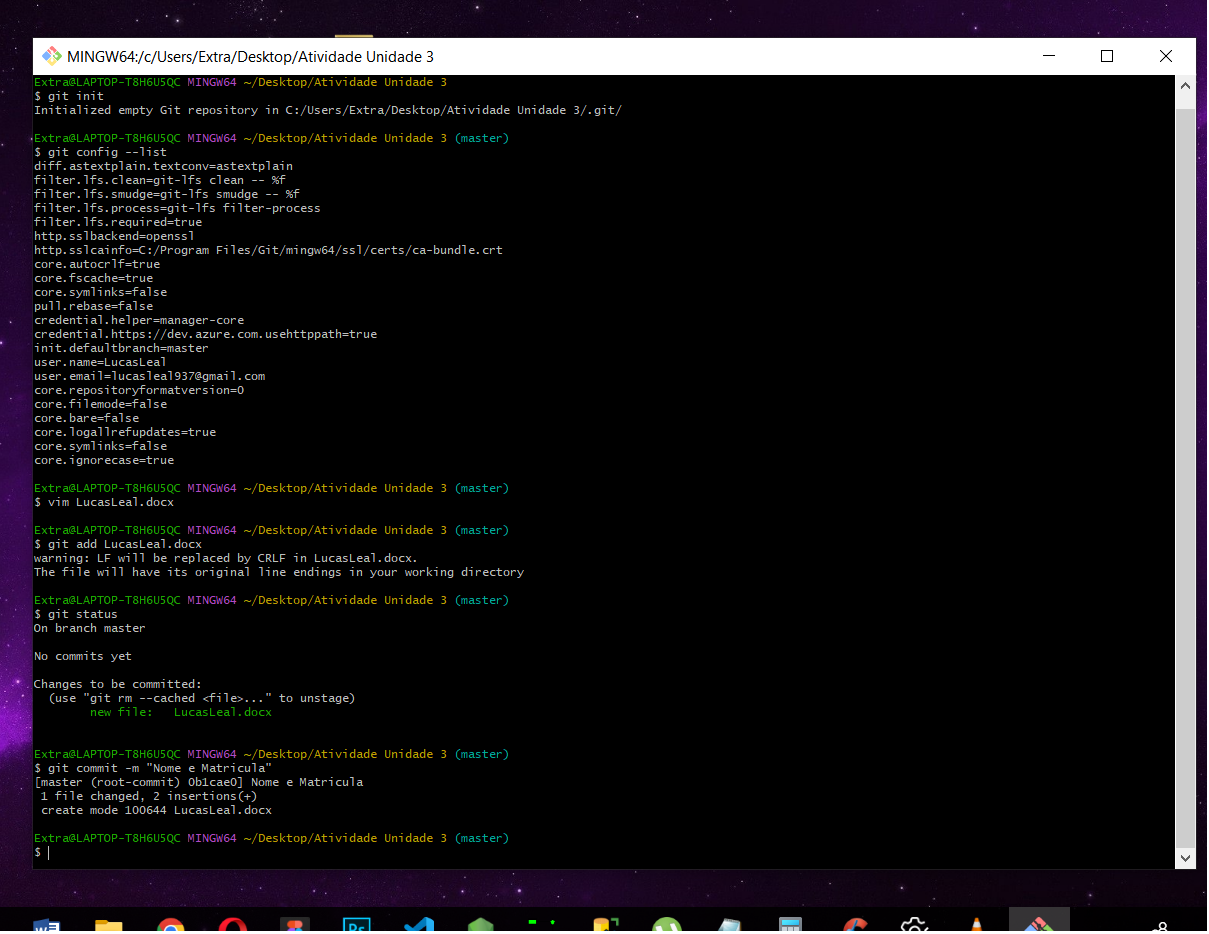 MINGW64:/c/Users/Extra/Desktop/Atividade Unidade 3
Extra@LAPTOP-T8H6U5QC MINGW64 ~/Desktop/Atividade Unidade 3
$ git init
Initialized empty Git repository in C:/Users/Extra/Desktop/Atividade Unidade 3/.git/
Extra@LAPTOP-T8H6U5QC MINGW64 ~/Desktop/Atividade Unidade 3 (master)
$ git config --list
diff.astextplain.textconv=astextplain
filter.lfs.clean=git-lfs clean -- %f
filter.lfs.smudge=git-lfs smudge -- %f
filter.lfs.process=git-lfs filter-process
filter.lfs.required=true
http.sslbackend=openssl
http.sslcainfo=C:/Program Files/Git/mingw64/ssl/certs/ca-bundle.crt
core.autocrlf=true
core.fscache=true
core.symlinks=false
pull.rebase=false
credential.helper=manager-core
credential.https://dev.azure.com.usehttppath=true
init.defaultbranch=master
user.name=LucasLeal
user.email=lucasleal937@gmail.com
core.repositoryformatversion=0
core.filemode=false
core.bare=false
core.logallrefupdates=true
core.symlinks=false
core.ignorecase=true
Extra@LAPTOP-T8H6U5QC MINGW64 ~/Desktop/Atividade Unidade 3 (master)
$ vim LucasLeal.docx
Extra@LAPTOP-T8H6U5QC MINGW64 ~/Desktop/Atividade Unidade 3 (master)
$ git add LucasLeal.docx
warning: LF will be replaced by CRLF in LucasLeal.docx.
The file will have its original line endings in your working directory
Extra@LAPTOP-T8H6U5QC MINGW64 ~/Desktop/Atividade Unidade 3 (master)
$ git status
On branch master
No commits yet
Changes to be committed:
  (use "git rm --cached <file>..." to unstage)
        new file:   LucasLeal.docx
Extra@LAPTOP-T8H6U5QC MINGW64 ~/Desktop/Atividade Unidade 3 (master)
$ git commit -m "Nome e Matricula"
[master (root-commit) 0b1cae0] Nome e Matricula
 1 file changed, 2 insertions(+)
 create mode 100644 LucasLeal.docx
Extra@LAPTOP-T8H6U5QC MINGW64 ~/Desktop/Atividade Unidade 3 (master)
$
W Ps